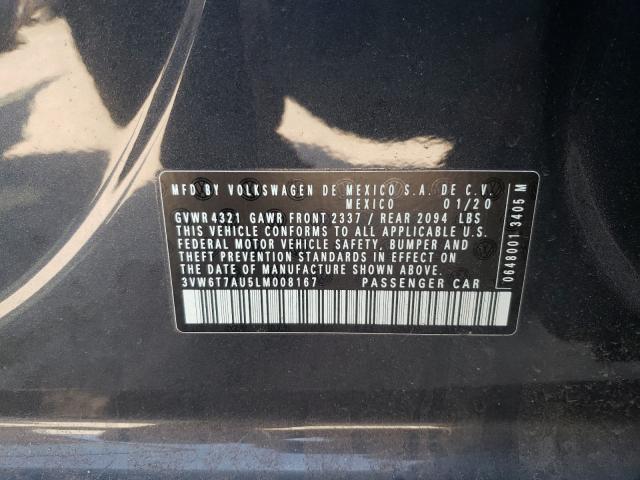 MFD BY VOLKSWAGEN DE MEXICO S.A. DE C.V.
MEXICO 01/20
GVWR 4321 GAWR FRONT 2337 / REAR 2094 LBS
THIS VEHICLE CONFORMS TO ALL APPLICABLE U.S.
FEDERAL MOTOR VEHICLE SAFETY, BUMPER AND
THEFT PREVENTION STANDARDS IN EFFECT ON
THE DATE OF MANUFACTURE SHOWN ABOVE.
3VW6T7AU5LM008167 PASSENGER CAR
0648001 3405 M